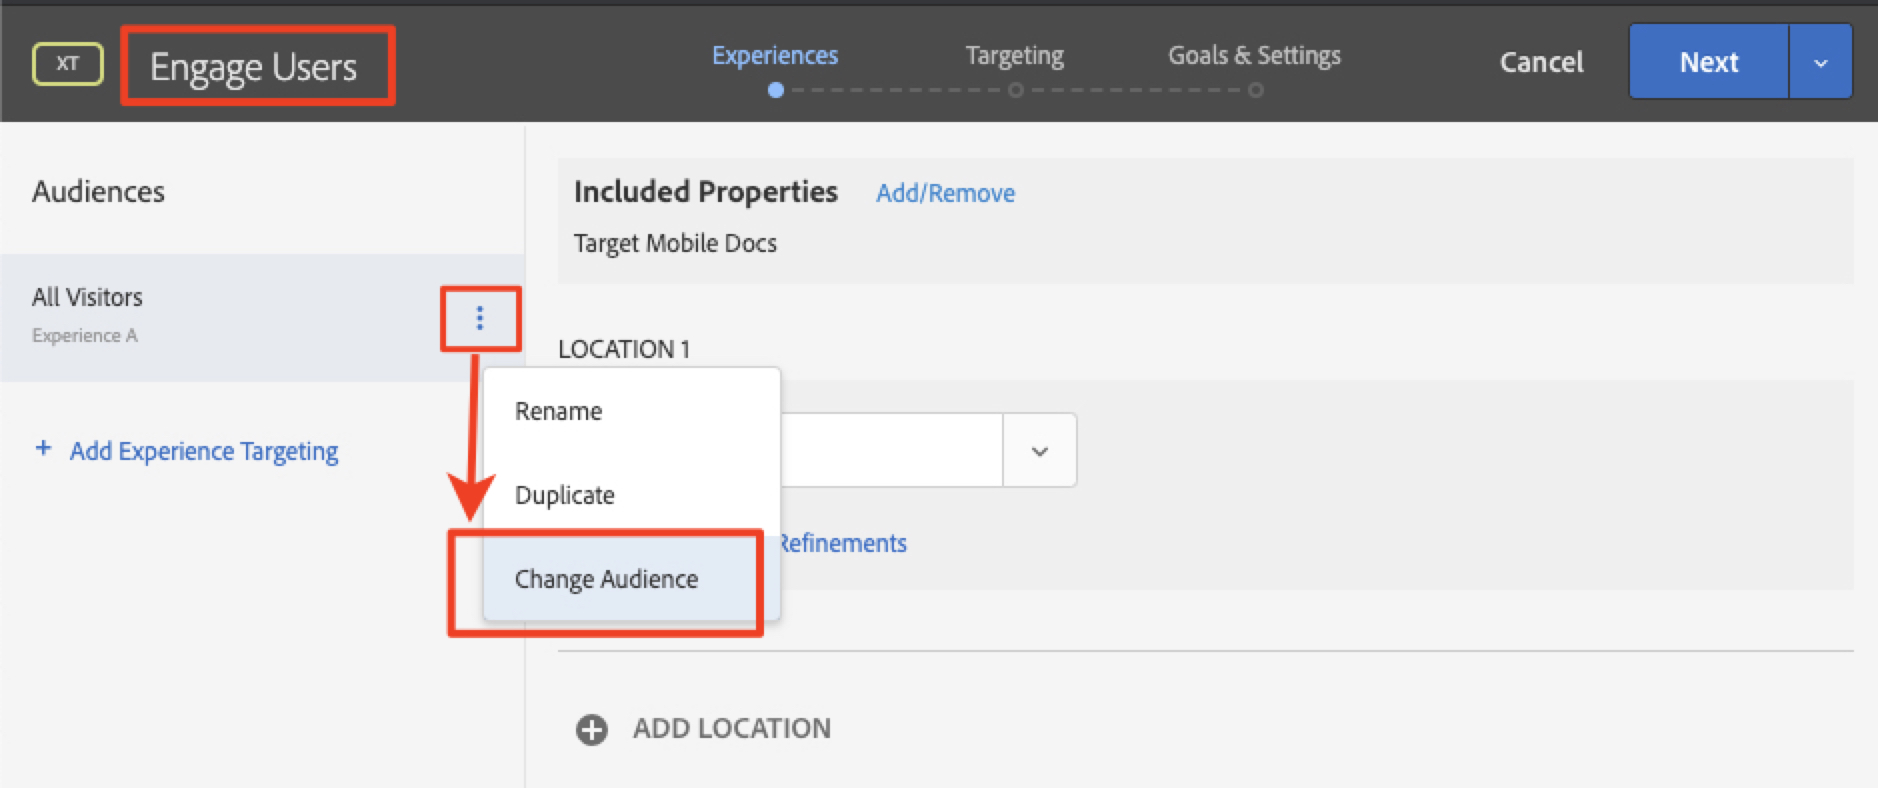 XT
Engage Users
Experiences
Targeting
Goals & Settings
Cancel
Next
Audiences
All Visitors
Experience A
+ Add Experience Targeting
Included Properties
Add/Remove
Target Mobile Docs
LOCATION 1
Rename
Duplicate
Change Audience
Refinements
ADD LOCATION